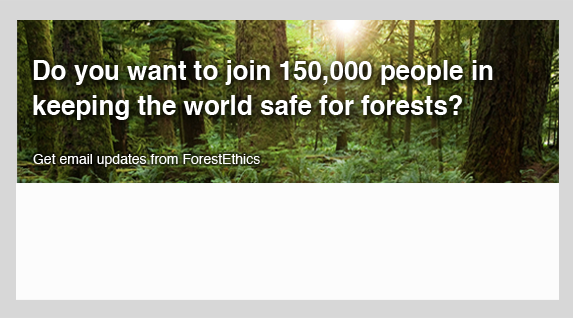 Do you want to join 150,000 people in
keeping the world safe for forests?
Get email updates from ForestEthics